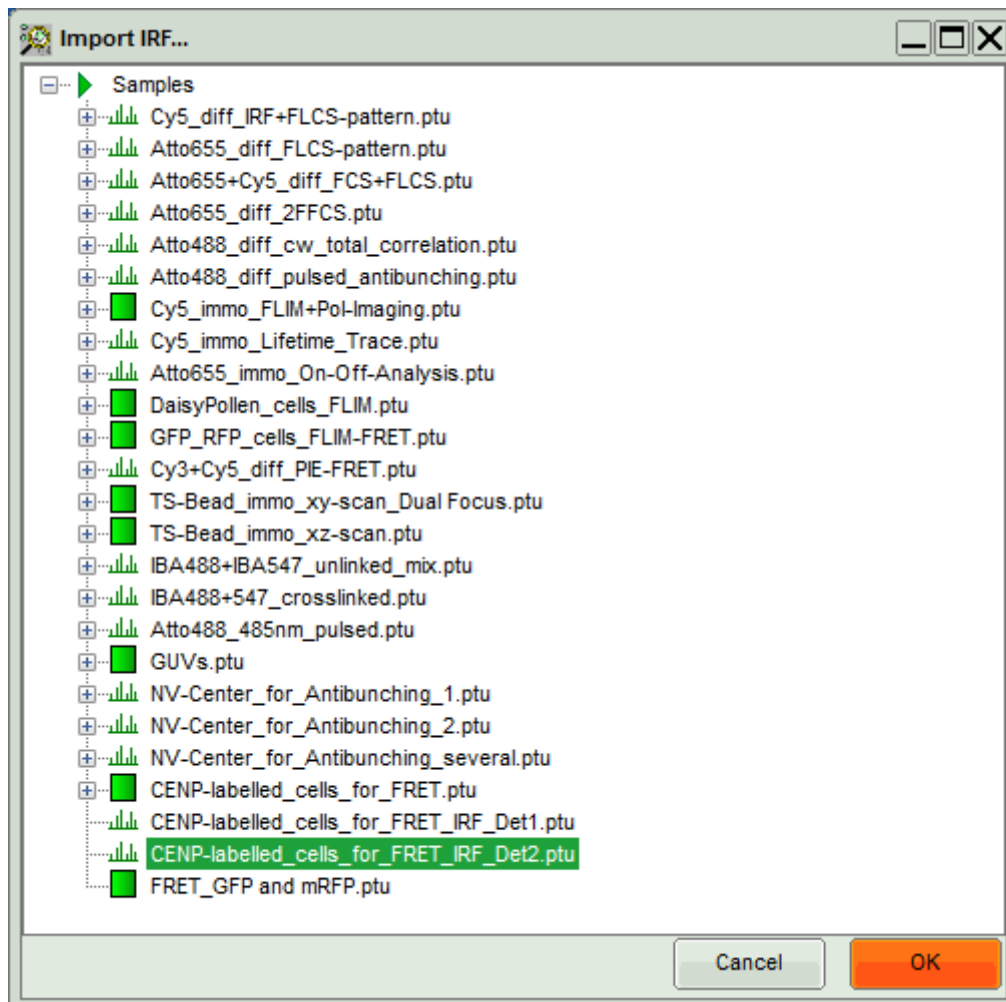 Import IRF...
Samples
Cy5_diff_IRF+FLCS-pattern.ptu
Atto655_diff_FLCS-pattern.ptu
Atto655+Cy5_diff_FCS+FLCS.ptu
Atto655_diff_2FFCS.ptu
Atto488_diff_cw_total_correlation.ptu
Atto488_diff_pulsed_antibunching.ptu
Cy5_immo_FLIM+Pol-Imaging.ptu
Cy5_immo_Lifetime_Trace.ptu
Atto655_immo_On-Off-Analysis.ptu
DaisyPollen_cells_FLIM.ptu
GFP_RFP_cells_FLIM-FRET.ptu
Cy3+Cy5_diff_PIE-FRET.ptu
TS-Bead_immo_xy-scan_Dual Focus.ptu
TS-Bead_immo_xz-scan.ptu
IBA488+IBA547_unlinked_mix.ptu
IBA488+547_crosslinked.ptu
Atto488_485nm_pulsed.ptu
GUVs.ptu
NV-Center_for_Antibunching_1.ptu
NV-Center_for_Antibunching_2.ptu
NV-Center_for_Antibunching_several.ptu
CENP-labelled_cells_for_FRET.ptu
CENP-labelled_cells_for_FRET_IRF_Det1.ptu
CENP-labelled_cells_for_FRET_IRF_Det2.ptu
FRET_GFP and mRFP.ptu
Cancel OK